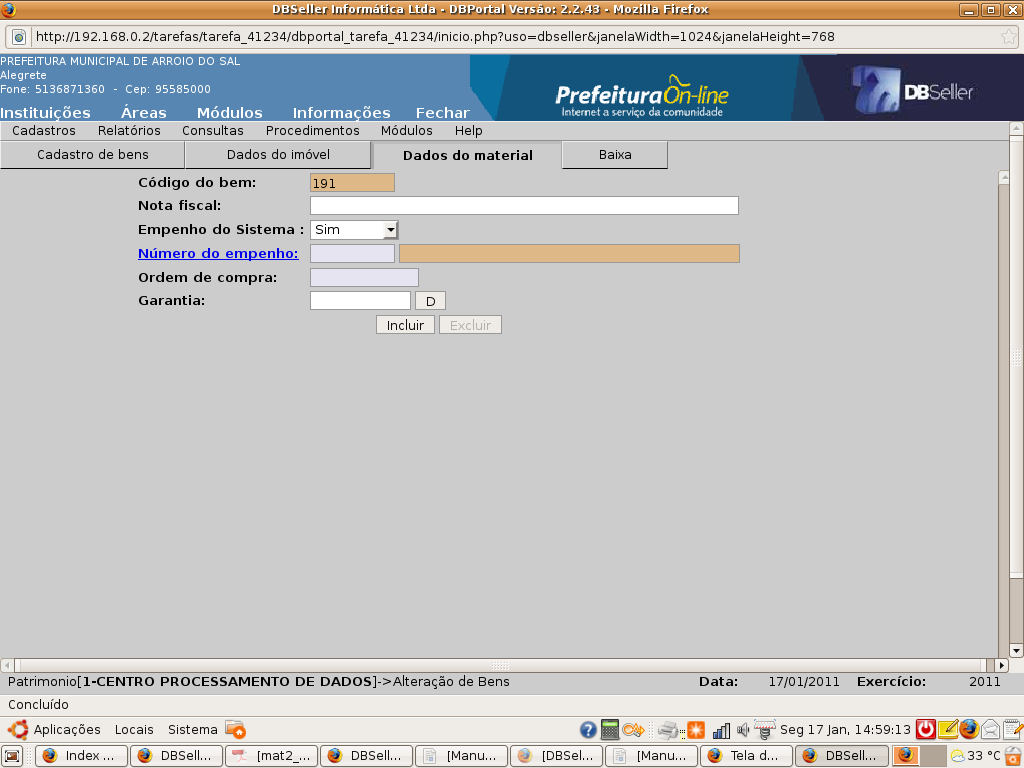 DBSeller Informática Ltda - DBPortal Versão: 2.2.43 - Mozilla Firefox
http://192.168.0.2/tarefas/tarefa_41234/dbportal_tarefa_41234/inicio.php?uso=dbseller&janelaWidth=1024&janelaHeight=768
PREFEITURA MUNICIPAL DE ARROIO DO SAL
Alegrete
Fone: 5136871360 - Cep: 95585000
PrefeituraOn-line
Internet a serviço da comunidade
DBSeller
Instituições Áreas Módulos Informações Fechar
Cadastros Relatórios Consultas Procedimentos Módulos Help
Cadastro de bens Dados do imóvel Dados do material Baixa
Código do bem: 191
Nota fiscal:
Empenho do Sistema : Sim
Número do empenho:
Ordem de compra:
Garantia: D
Incluir Excluir
Patrimonio[1-CENTRO PROCESSAMENTO DE DADOS]->Alteração de Bens Data: 17/01/2011 Exercício: 2011
Concluído
Aplicações Locais Sistema Seg 17 Jan, 14:59:13
Index ... DBSell... [mat2_... DBSell... [Manu... [DBSel... [Manu... Tela d... DBSell... 33 °C